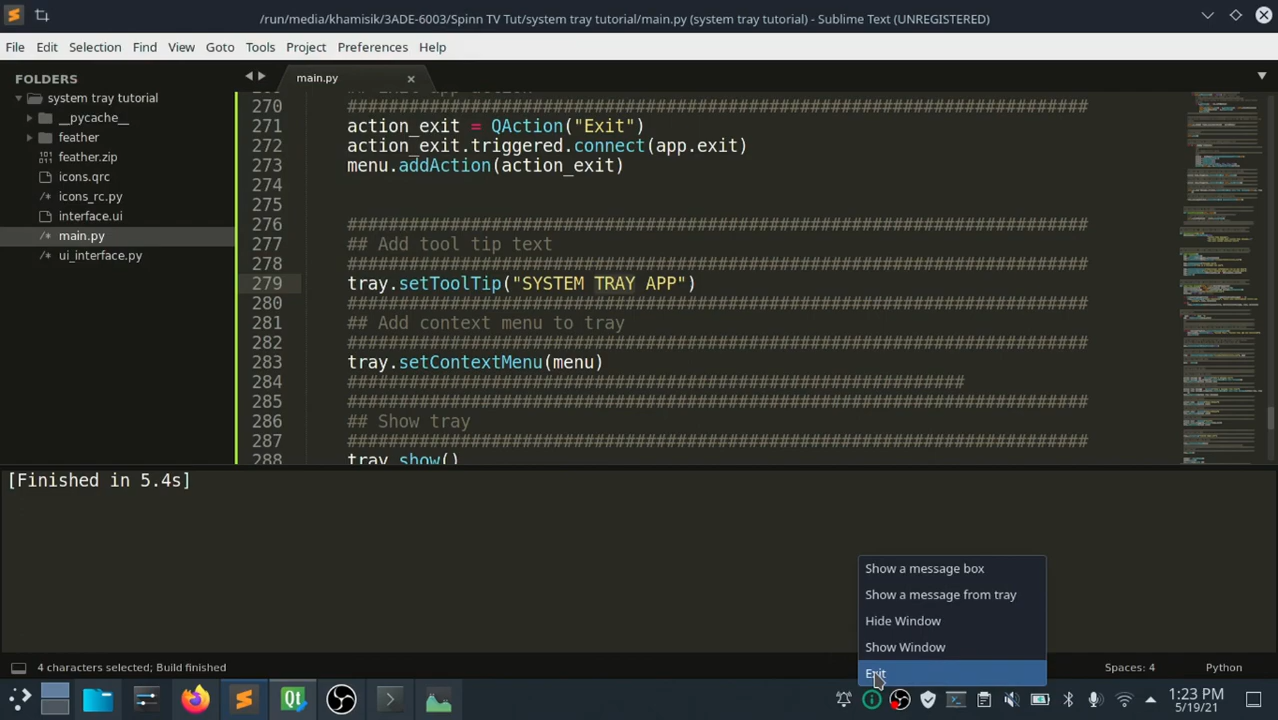 /run/media/khamisik/3ADE-6003/Spinn TV Tut/system tray tutorial/main.py (system tray tutorial) - Sublime Text (UNREGISTERED)
File Edit Selection Find View Goto Tools Project Preferences Help
FOLDERS
system tray tutorial
__pycache__
feather
feather.zip
icons.qrc
/* icons_rc.py
interface.ui
/* main.py
/* ui_interface.py
main.py
270 ##########################################################################
271 action_exit = QAction("Exit")
272 action_exit.triggered.connect(app.exit)
273 menu.addAction(action_exit)
274
275
276 ##########################################################################
277 ## Add tool tip text
278 ##########################################################################
279 tray.setToolTip("SYSTEM TRAY APP")
280 ##########################################################################
281 ## Add context menu to tray
282 ##########################################################################
283 tray.setContextMenu(menu)
284 ##############################################################
285 ##########################################################################
286 ## Show tray
287 ##########################################################################
288 tray.show()
[Finished in 5.4s]
Show a message box
Show a message from tray
Hide Window
Show Window
Exit
4 characters selected; Build finished
Spaces: 4 Python
1:23 PM
5/19/21